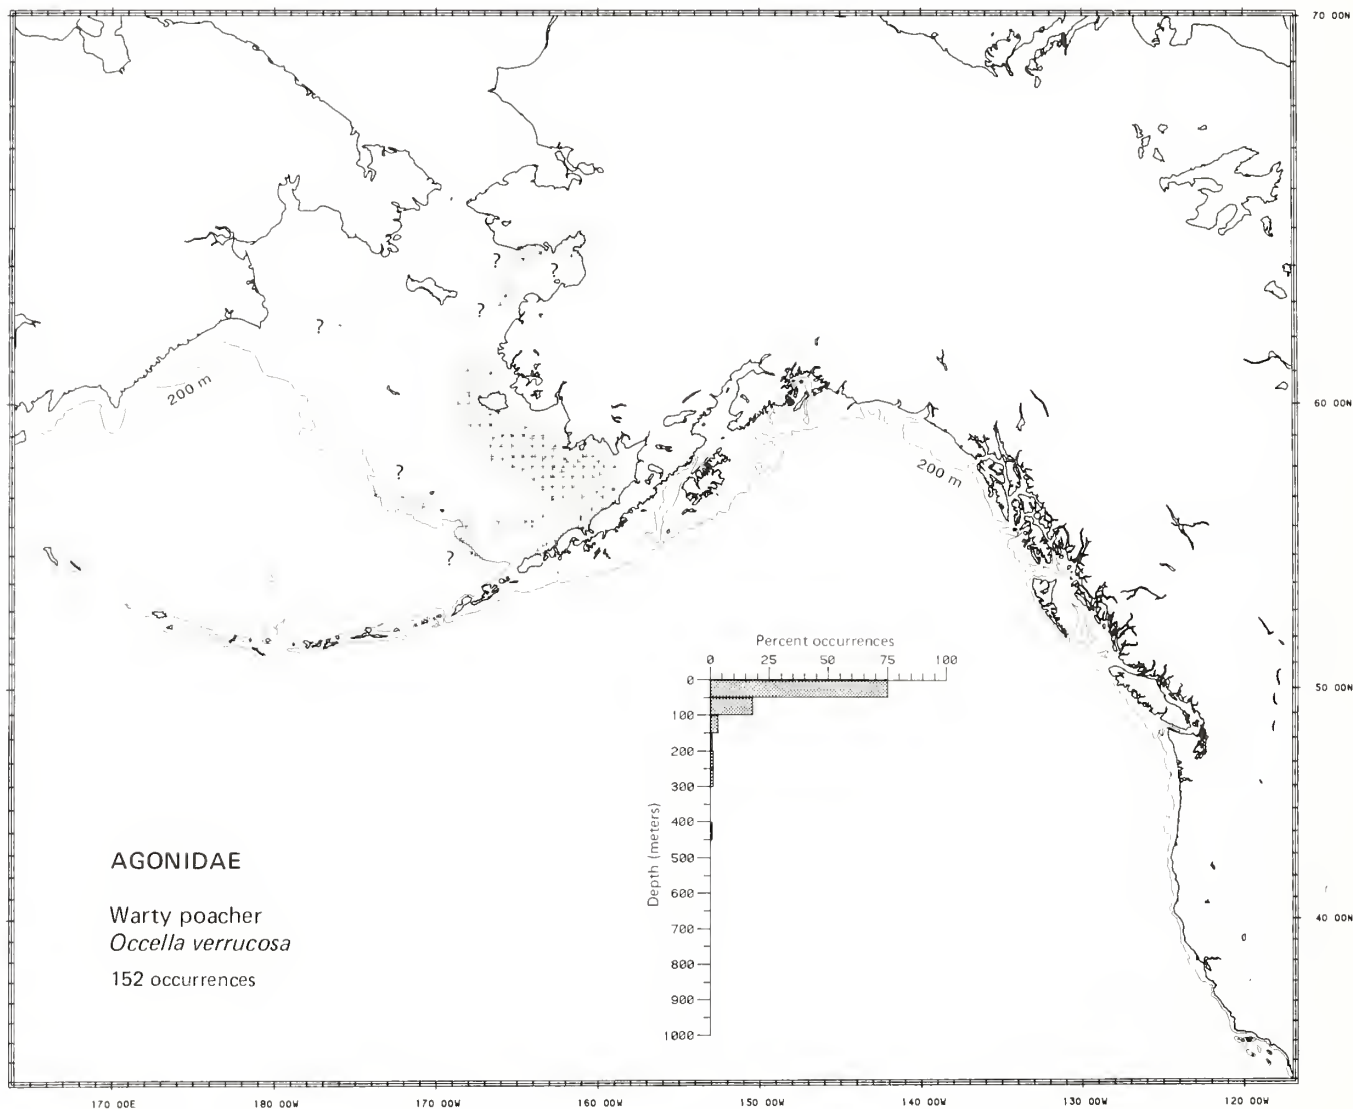 70 00N
?
?
?
?
200 m
60 00N
?
200 m
?
Percent occurrences
0 25 50 75 100
0
100
200
300
400
500
600
700
800
900
1000
Depth (meters)
50 00N
40 00N
AGONIDAE
Warty poacher
Occella verrucosa
152 occurrences
170 00E 180 00W 170 00W 160 00W 150 00W 140 00W 130 00W 120 00W